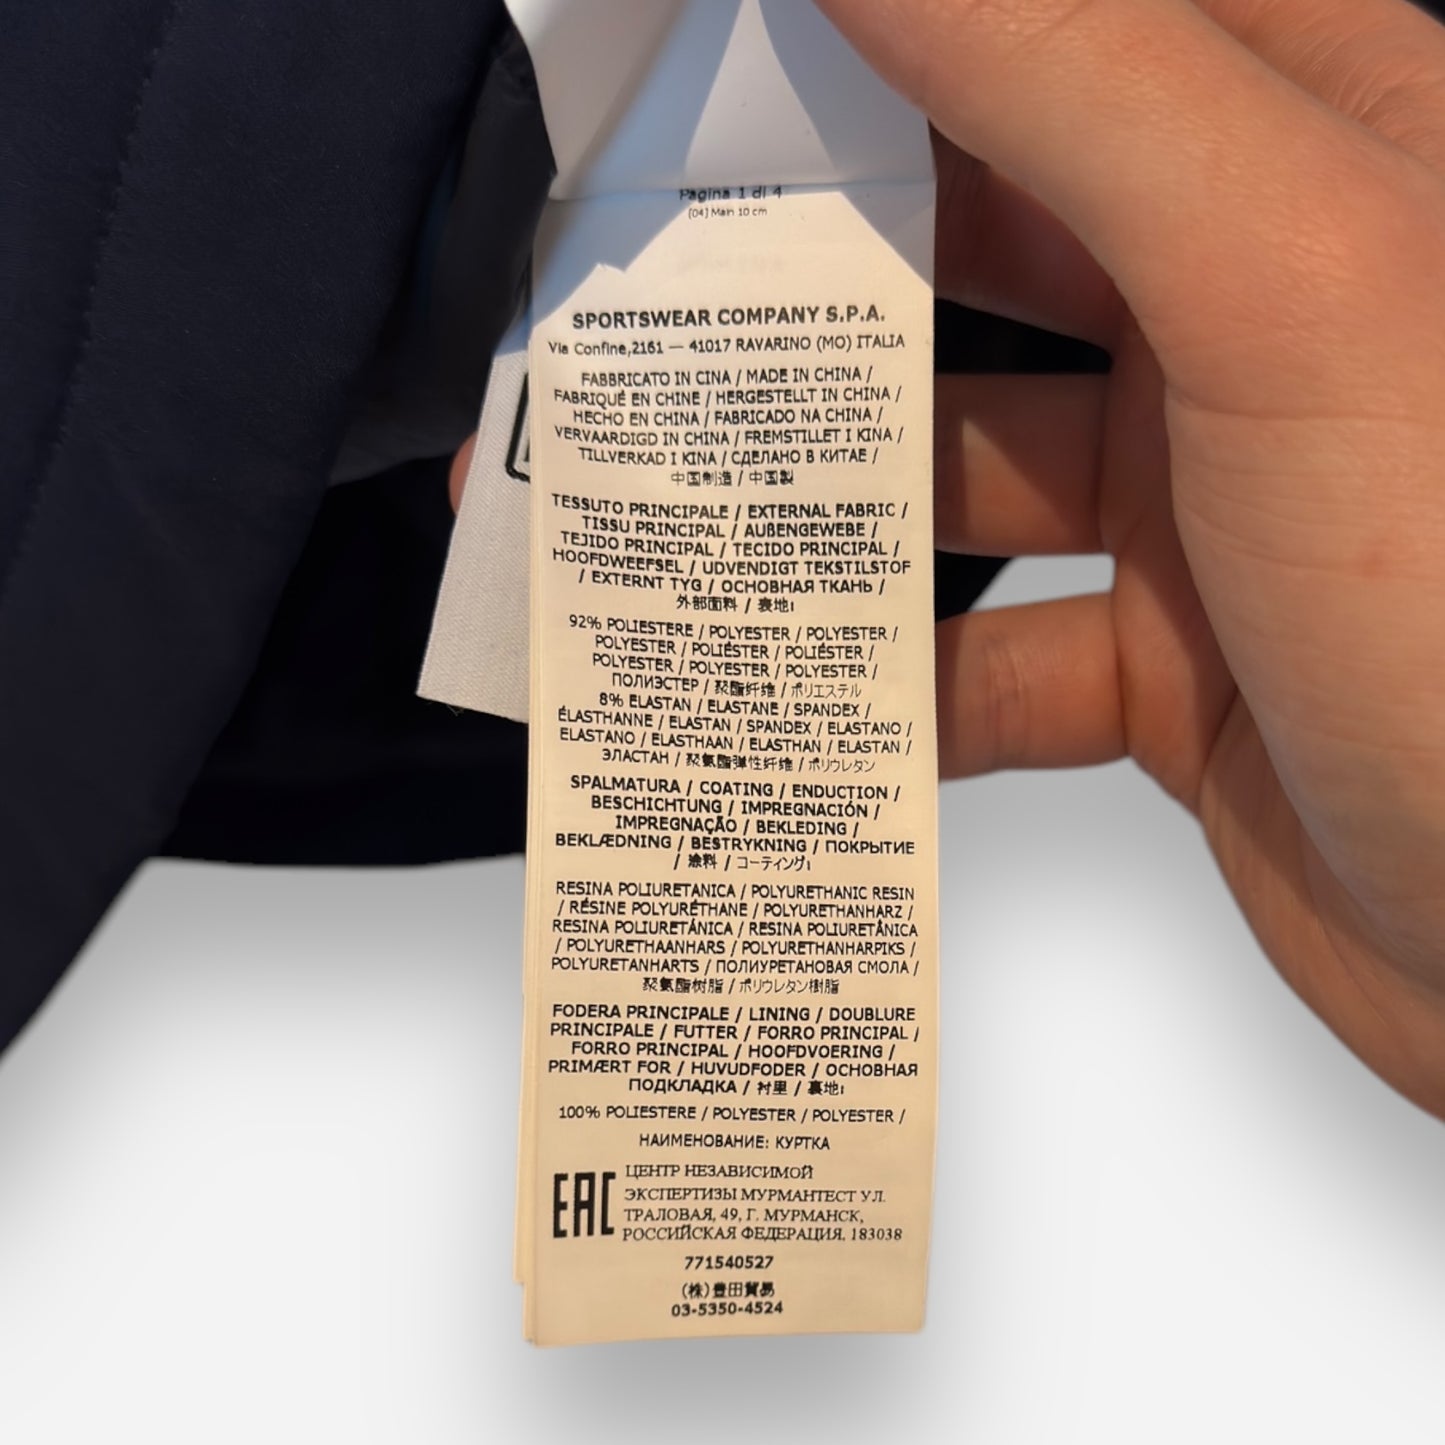 Pagina 1 di 4
[04] Main 10 cm
SPORTSWEAR COMPANY S.P.A.
Via Confine,2161 — 41017 RAVARINO (MO) ITALIA
FABBRICATO IN CINA / MADE IN CHINA /
FABRIQUÉ EN CHINE / HERGESTELLT IN CHINA /
HECHO EN CHINA / FABRICADO NA CHINA /
VERVAARDIGD IN CHINA / FREMSTILLET I KINA /
TILLVERKAD I KINA / СДЕЛАНО В КИТАЕ /
中国制造 / 中国製
TESSUTO PRINCIPALE / EXTERNAL FABRIC /
TISSU PRINCIPAL / AUßENGEWEBE /
TEJIDO PRINCIPAL / TECIDO PRINCIPAL /
HOOFDWEEFSEL / UDVENDIGT TEKSTILSTOF
/ EXTERNT TYG / ОСНОВНАЯ ТКАНЬ /
外部面料 / 表地:
92% POLIESTERE / POLYESTER / POLYESTER /
POLYESTER / POLIÉSTER / POLIÉSTER /
POLYESTER / POLYESTER / POLYESTER /
ПОЛИЭСТЕР / 聚酯纤维 / ポリエステル
8% ELASTAN / ELASTANE / SPANDEX /
ÉLASTHANNE / ELASTAN / SPANDEX / ELASTANO /
ELASTANO / ELASTHAAN / ELASTHAN / ELASTAN /
ЭЛАСТАН / 聚氨酯弹性纤维 / ポリウレタン
SPALMATURA / COATING / ENDUCTION /
BESCHICHTUNG / IMPREGNACIÓN /
IMPREGNAÇÃO / BEKLEDING /
BEKLÆDNING / BESTRYKNING / ПОКРЫТИЕ
/ 涂料 / コーティング:
RESINA POLIURETANICA / POLYURETHANIC RESIN
/ RÉSINE POLYURÉTHANE / POLYURETHANHARZ /
RESINA POLIURETÁNICA / RESINA POLIURETÂNICA
/ POLYURETHAANHARS / POLYURETHANHARPIKS /
POLYURETANHARTS / ПОЛИУРЕТАНОВАЯ СМОЛА /
聚氨酯树脂 / ポリウレタン樹脂
FODERA PRINCIPALE / LINING / DOUBLURE
PRINCIPALE / FUTTER / FORRO PRINCIPAL /
FORRO PRINCIPAL / HOOFDVOERING /
PRIMÆRT FOR / HUVUDFODER / ОСНОВНАЯ
ПОДКЛАДКА / 衬里 / 裏地:
100% POLIESTERE / POLYESTER / POLYESTER /
НАИМЕНОВАНИЕ: КУРТКА
EAC
ЦЕНТР НЕЗАВИСИМОЙ
ЭКСПЕРТИЗЫ МУРМАНТЕСТ УЛ.
ТРАЛОВАЯ, 49, Г. МУРМАНСК,
РОССИЙСКАЯ ФЕДЕРАЦИЯ, 183038
771540527
(株)豊田貿易
03-5350-4524